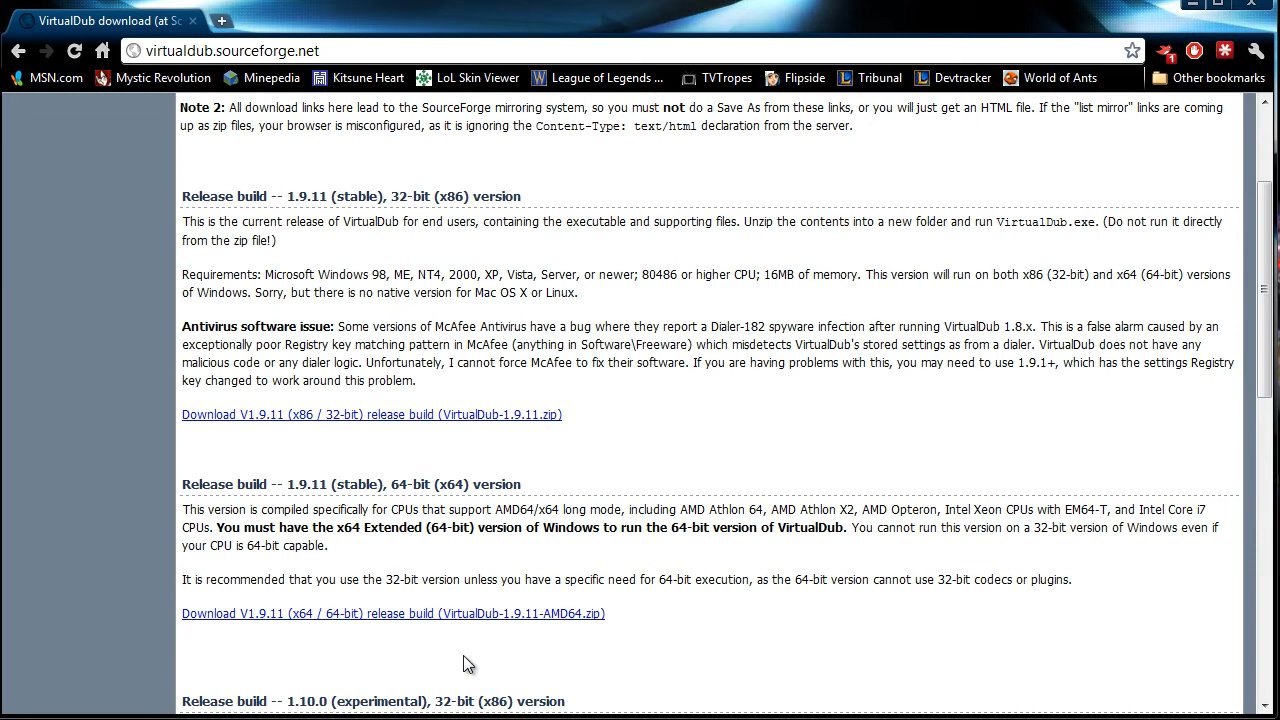 VirtualDub download (at Sc
virtualdub.sourceforge.net
1
MSN.com Mystic Revolution Minepedia Kitsune Heart LoL Skin Viewer League of Legends ... TVTropes Flipside Tribunal Devtracker World of Ants Other bookmarks
Note 2: All download links here lead to the SourceForge mirroring system, so you must not do a Save As from these links, or you will just get an HTML file. If the "list mirror" links are coming
up as zip files, your browser is misconfigured, as it is ignoring the Content-Type: text/html declaration from the server.
Release build -- 1.9.11 (stable), 32-bit (x86) version
This is the current release of VirtualDub for end users, containing the executable and supporting files. Unzip the contents into a new folder and run VirtualDub.exe. (Do not run it directly
from the zip file!)
Requirements: Microsoft Windows 98, ME, NT4, 2000, XP, Vista, Server, or newer; 80486 or higher CPU; 16MB of memory. This version will run on both x86 (32-bit) and x64 (64-bit) versions
of Windows. Sorry, but there is no native version for Mac OS X or Linux.
Antivirus software issue: Some versions of McAfee Antivirus have a bug where they report a Dialer-182 spyware infection after running VirtualDub 1.8.x. This is a false alarm caused by an
exceptionally poor Registry key matching pattern in McAfee (anything in Software\Freeware) which misdetects VirtualDub's stored settings as from a dialer. VirtualDub does not have any
malicious code or any dialer logic. Unfortunately, I cannot force McAfee to fix their software. If you are having problems with this, you may need to use 1.9.1+, which has the settings Registry
key changed to work around this problem.
Download V1.9.11 (x86 / 32-bit) release build (VirtualDub-1.9.11.zip)
Release build -- 1.9.11 (stable), 64-bit (x64) version
This version is compiled specifically for CPUs that support AMD64/x64 long mode, including AMD Athlon 64, AMD Athlon X2, AMD Opteron, Intel Xeon CPUs with EM64-T, and Intel Core i7
CPUs. You must have the x64 Extended (64-bit) version of Windows to run the 64-bit version of VirtualDub. You cannot run this version on a 32-bit version of Windows even if
your CPU is 64-bit capable.
It is recommended that you use the 32-bit version unless you have a specific need for 64-bit execution, as the 64-bit version cannot use 32-bit codecs or plugins.
Download V1.9.11 (x64 / 64-bit) release build (VirtualDub-1.9.11-AMD64.zip)
Release build -- 1.10.0 (experimental), 32-bit (x86) version